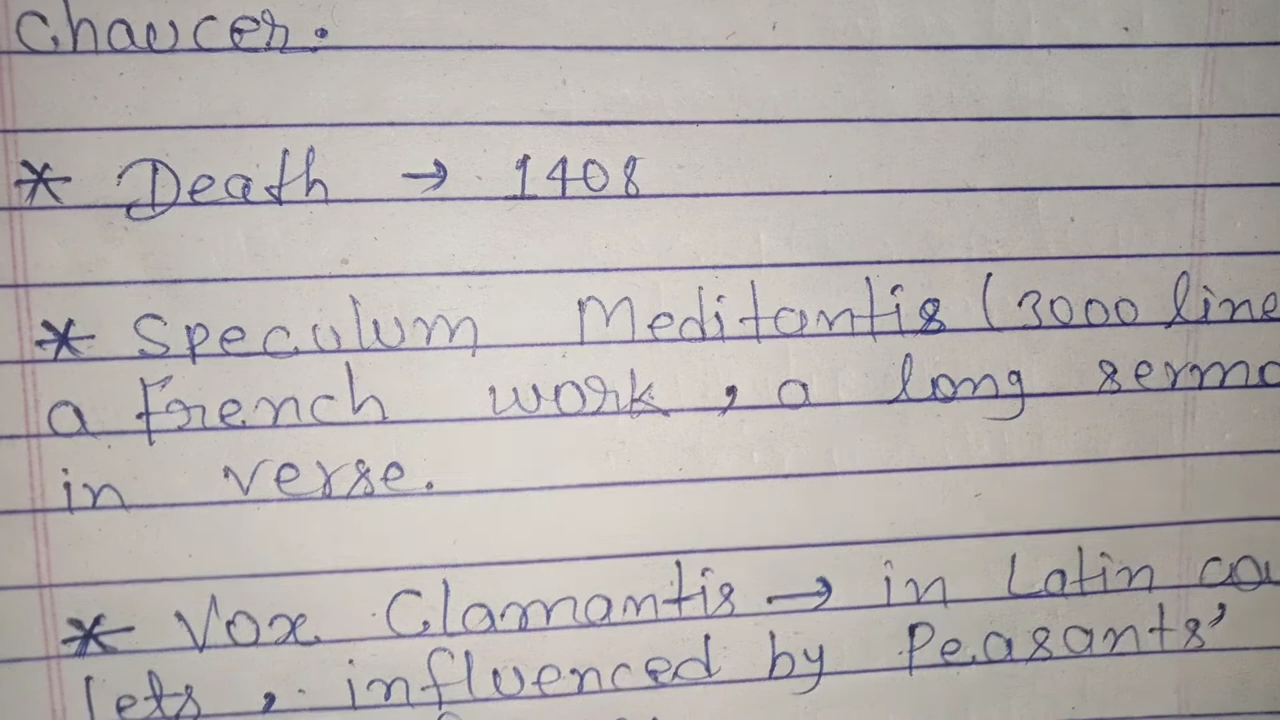 Chaucer.
* Death → 1408
* Speculum Meditantis (3000 line
a French work, a long sermo
in verse.
* Vox Clamantis → in Latin cou
lets, influenced by Peasants'